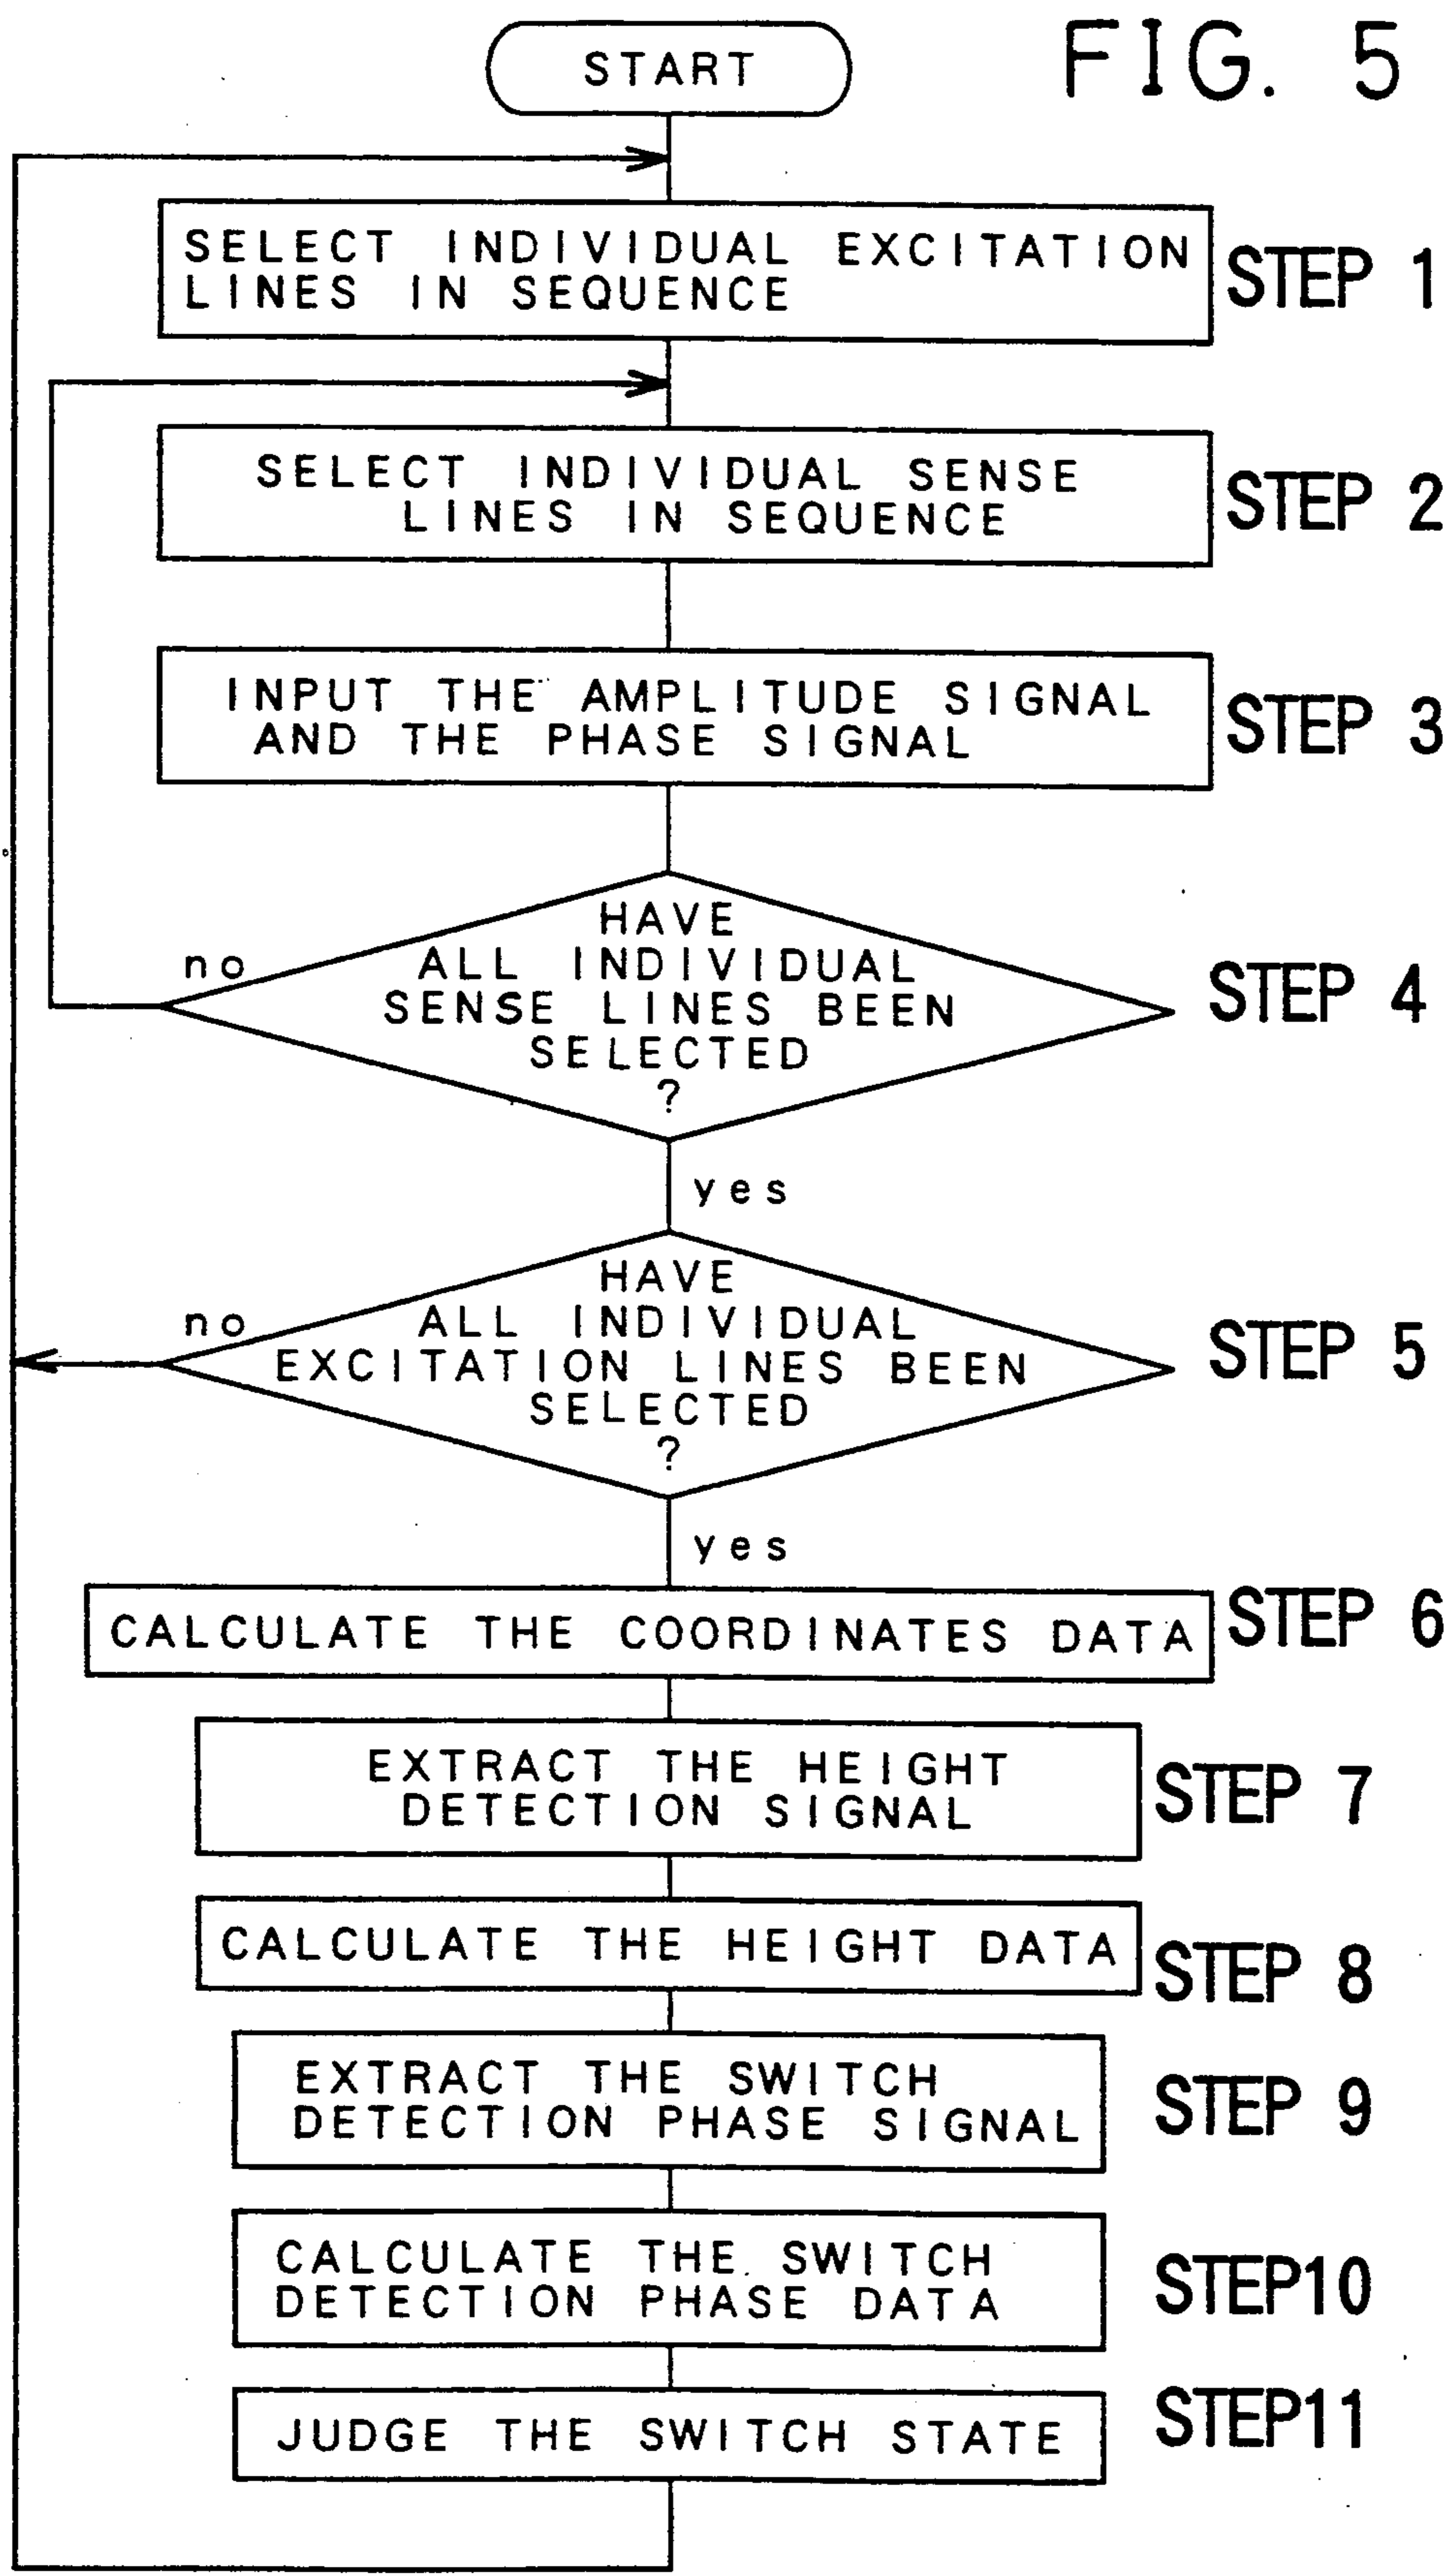 START
FIG. 5
SELECT INDIVIDUAL EXCITATION
LINES IN SEQUENCE
STEP 1
SELECT INDIVIDUAL SENSE
LINES IN SEQUENCE
STEP 2
INPUT THE AMPLITUDE SIGNAL
AND THE PHASE SIGNAL
STEP 3
HAVE
ALL INDIVIDUAL
SENSE LINES BEEN
SELECTED
?
no
STEP 4
yes
HAVE
ALL INDIVIDUAL
EXCITATION LINES BEEN
SELECTED
?
no
STEP 5
yes
CALCULATE THE COORDINATES DATA
STEP 6
EXTRACT THE HEIGHT
DETECTION SIGNAL
STEP 7
CALCULATE THE HEIGHT DATA
STEP 8
EXTRACT THE SWITCH
DETECTION PHASE SIGNAL
STEP 9
CALCULATE THE SWITCH
DETECTION PHASE DATA
STEP10
JUDGE THE SWITCH STATE
STEP11